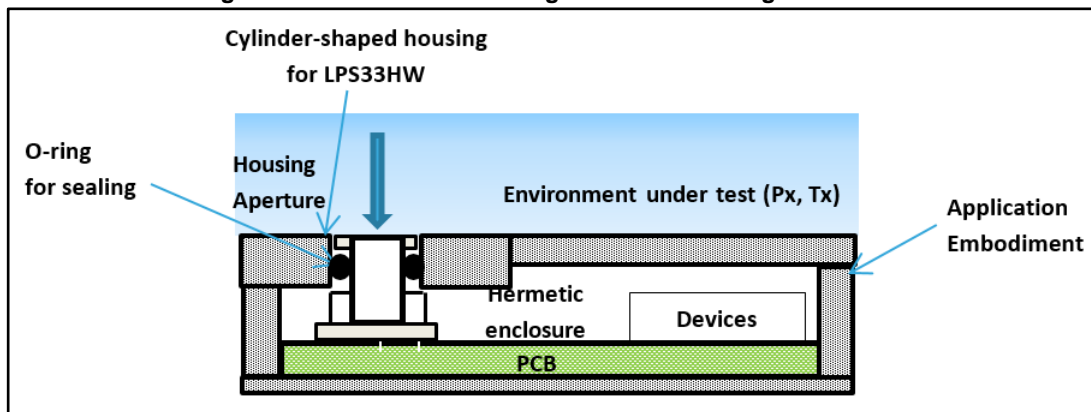 Cylinder-shaped housing
for LPS33HW
O-ring
for sealing
Housing
Aperture
Environment under test (Px, Tx)
Application
Embodiment
Hermetic
enclosure
Devices
PCB